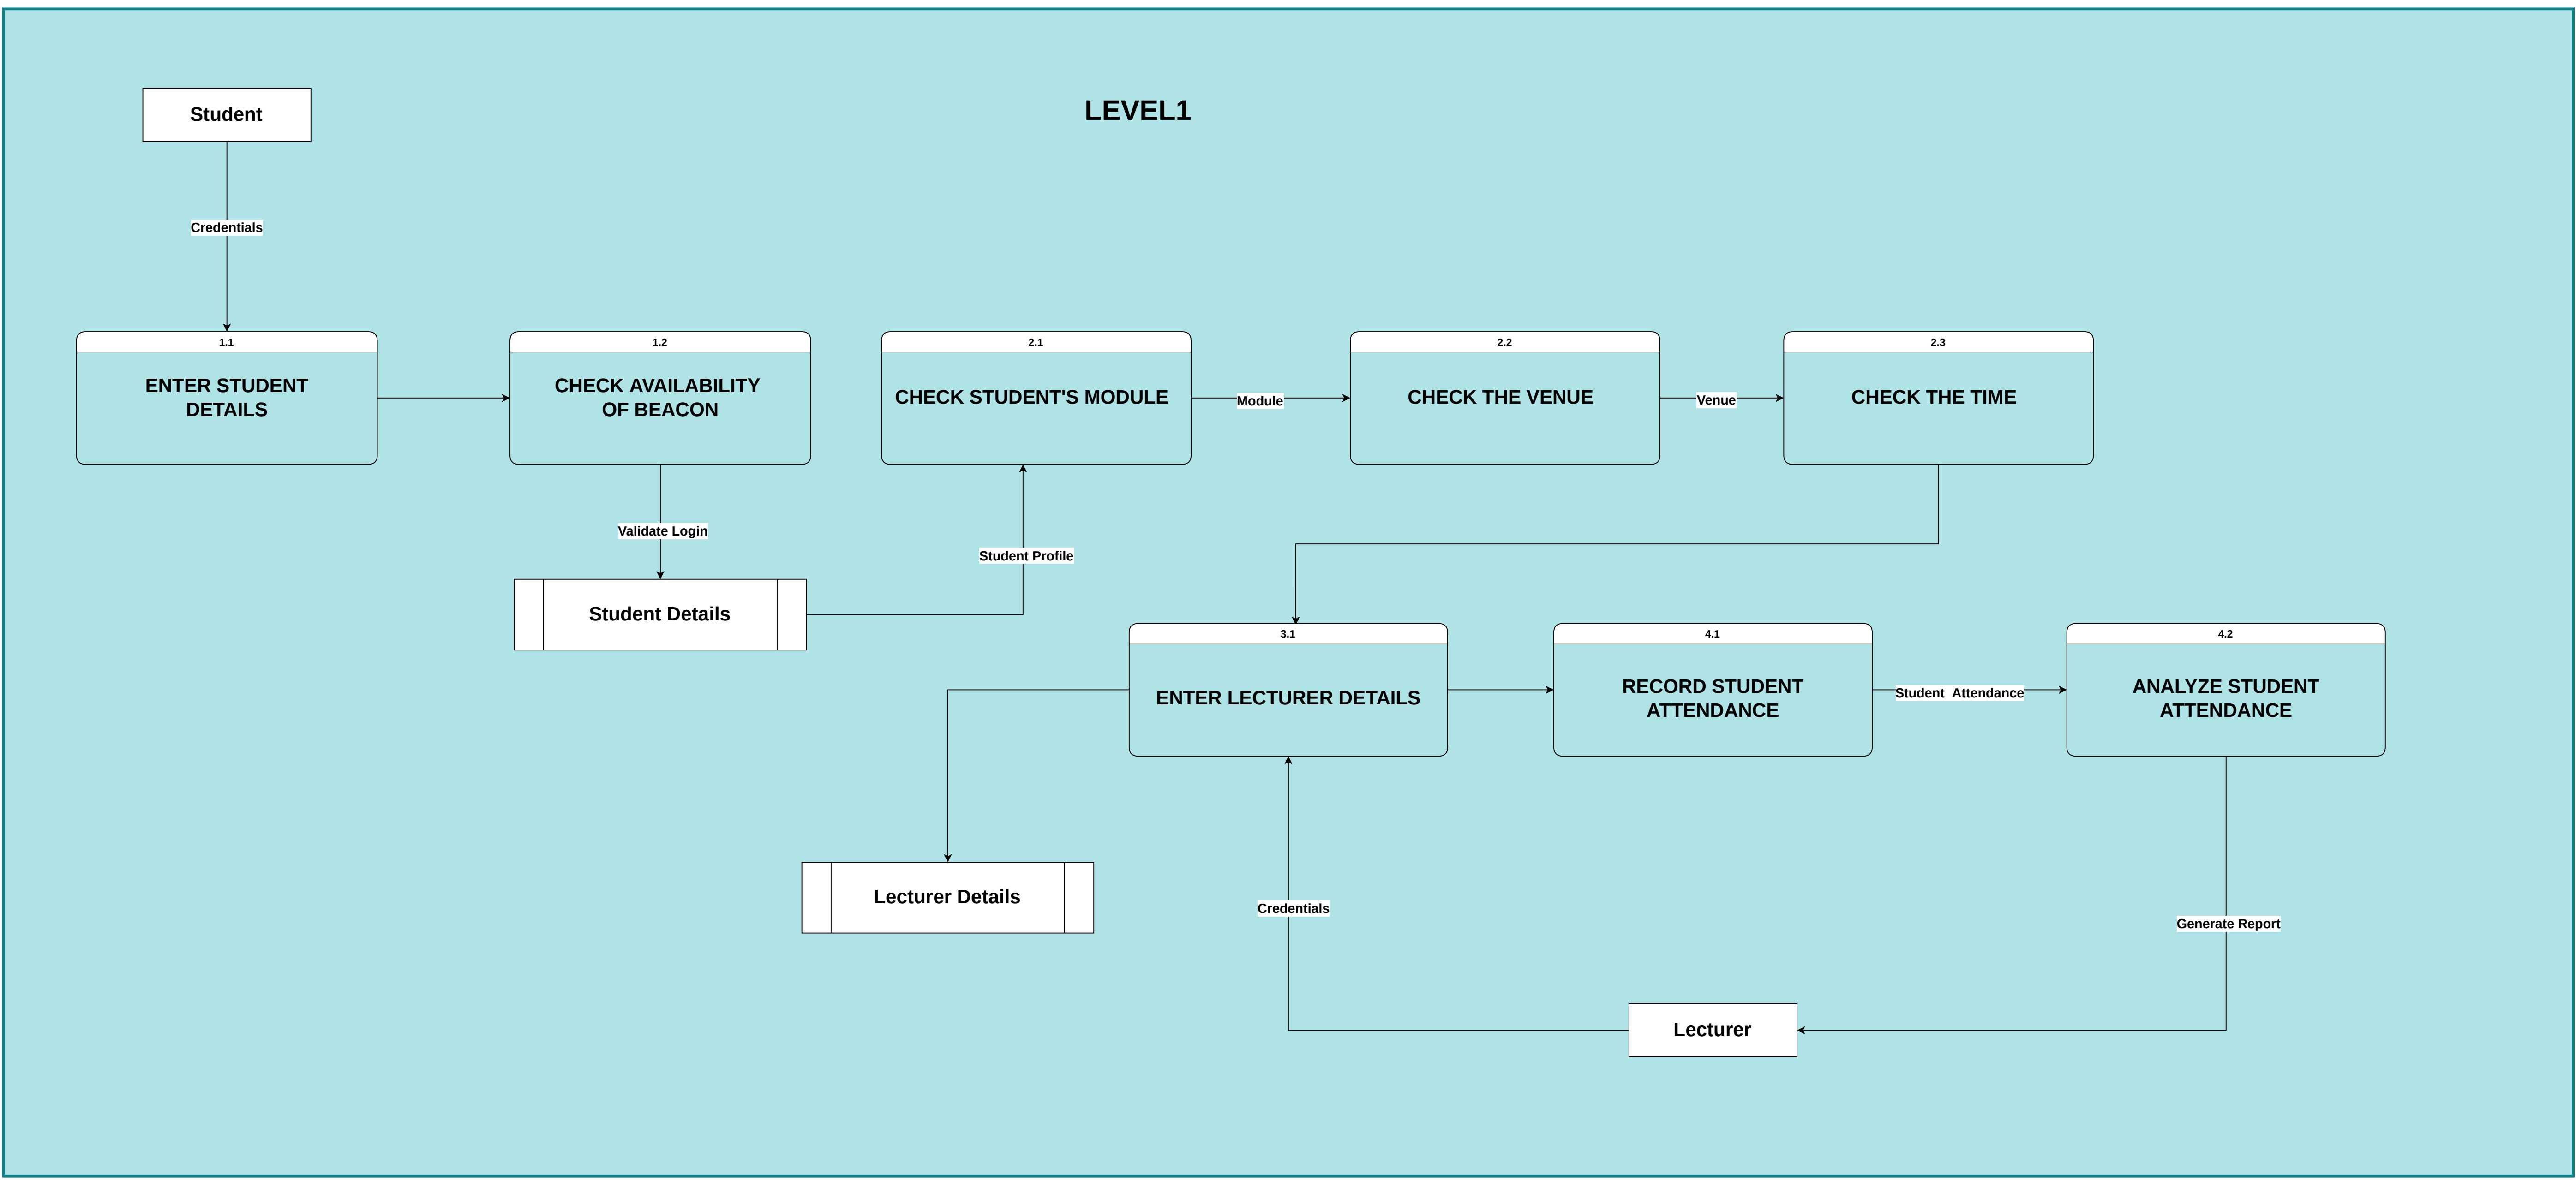 LEVEL1
Student
Credentials
1.1
ENTER STUDENT
DETAILS
1.2
CHECK AVAILABILITY
OF BEACON
2.1
CHECK STUDENT'S MODULE
Module
2.2
CHECK THE VENUE
Venue
2.3
CHECK THE TIME
Validate Login
Student Profile
Student Details
3.1
ENTER LECTURER DETAILS
4.1
RECORD STUDENT
ATTENDANCE
Student  Attendance
4.2
ANALYZE STUDENT
ATTENDANCE
Lecturer Details
Credentials
Generate Report
Lecturer